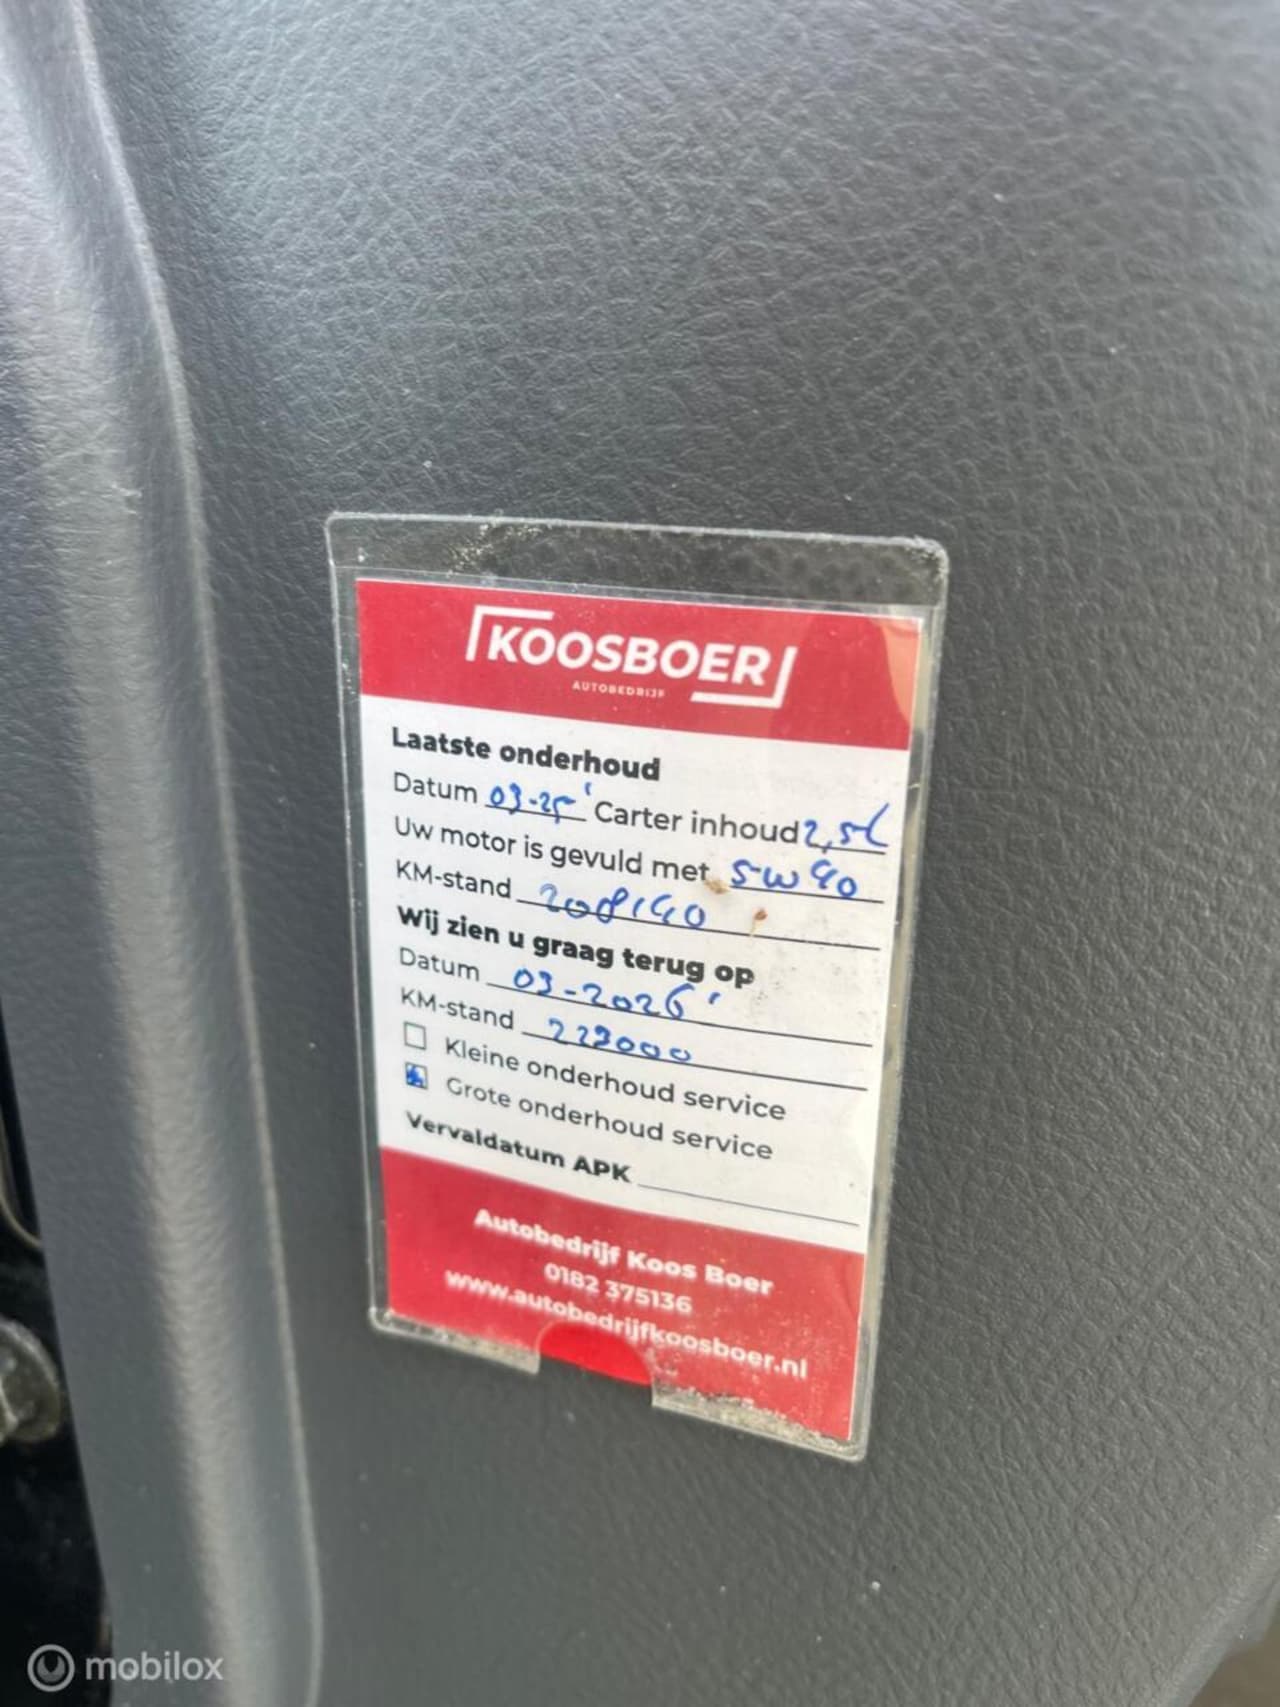 KOOSBOER
AUTOBEDRIJF
Laatste onderhoud
Datum 03-25' Carter inhoud 2,5L
Uw motor is gevuld met 5W40
KM-stand 208140
Wij zien u graag terug op
Datum 03-2026'
KM-stand 223000
Kleine onderhoud service
Grote onderhoud service
Vervaldatum APK
Autobedrijf Koos Boer
0182 375136
www.autobedrijfkoosboer.nl
mobilox